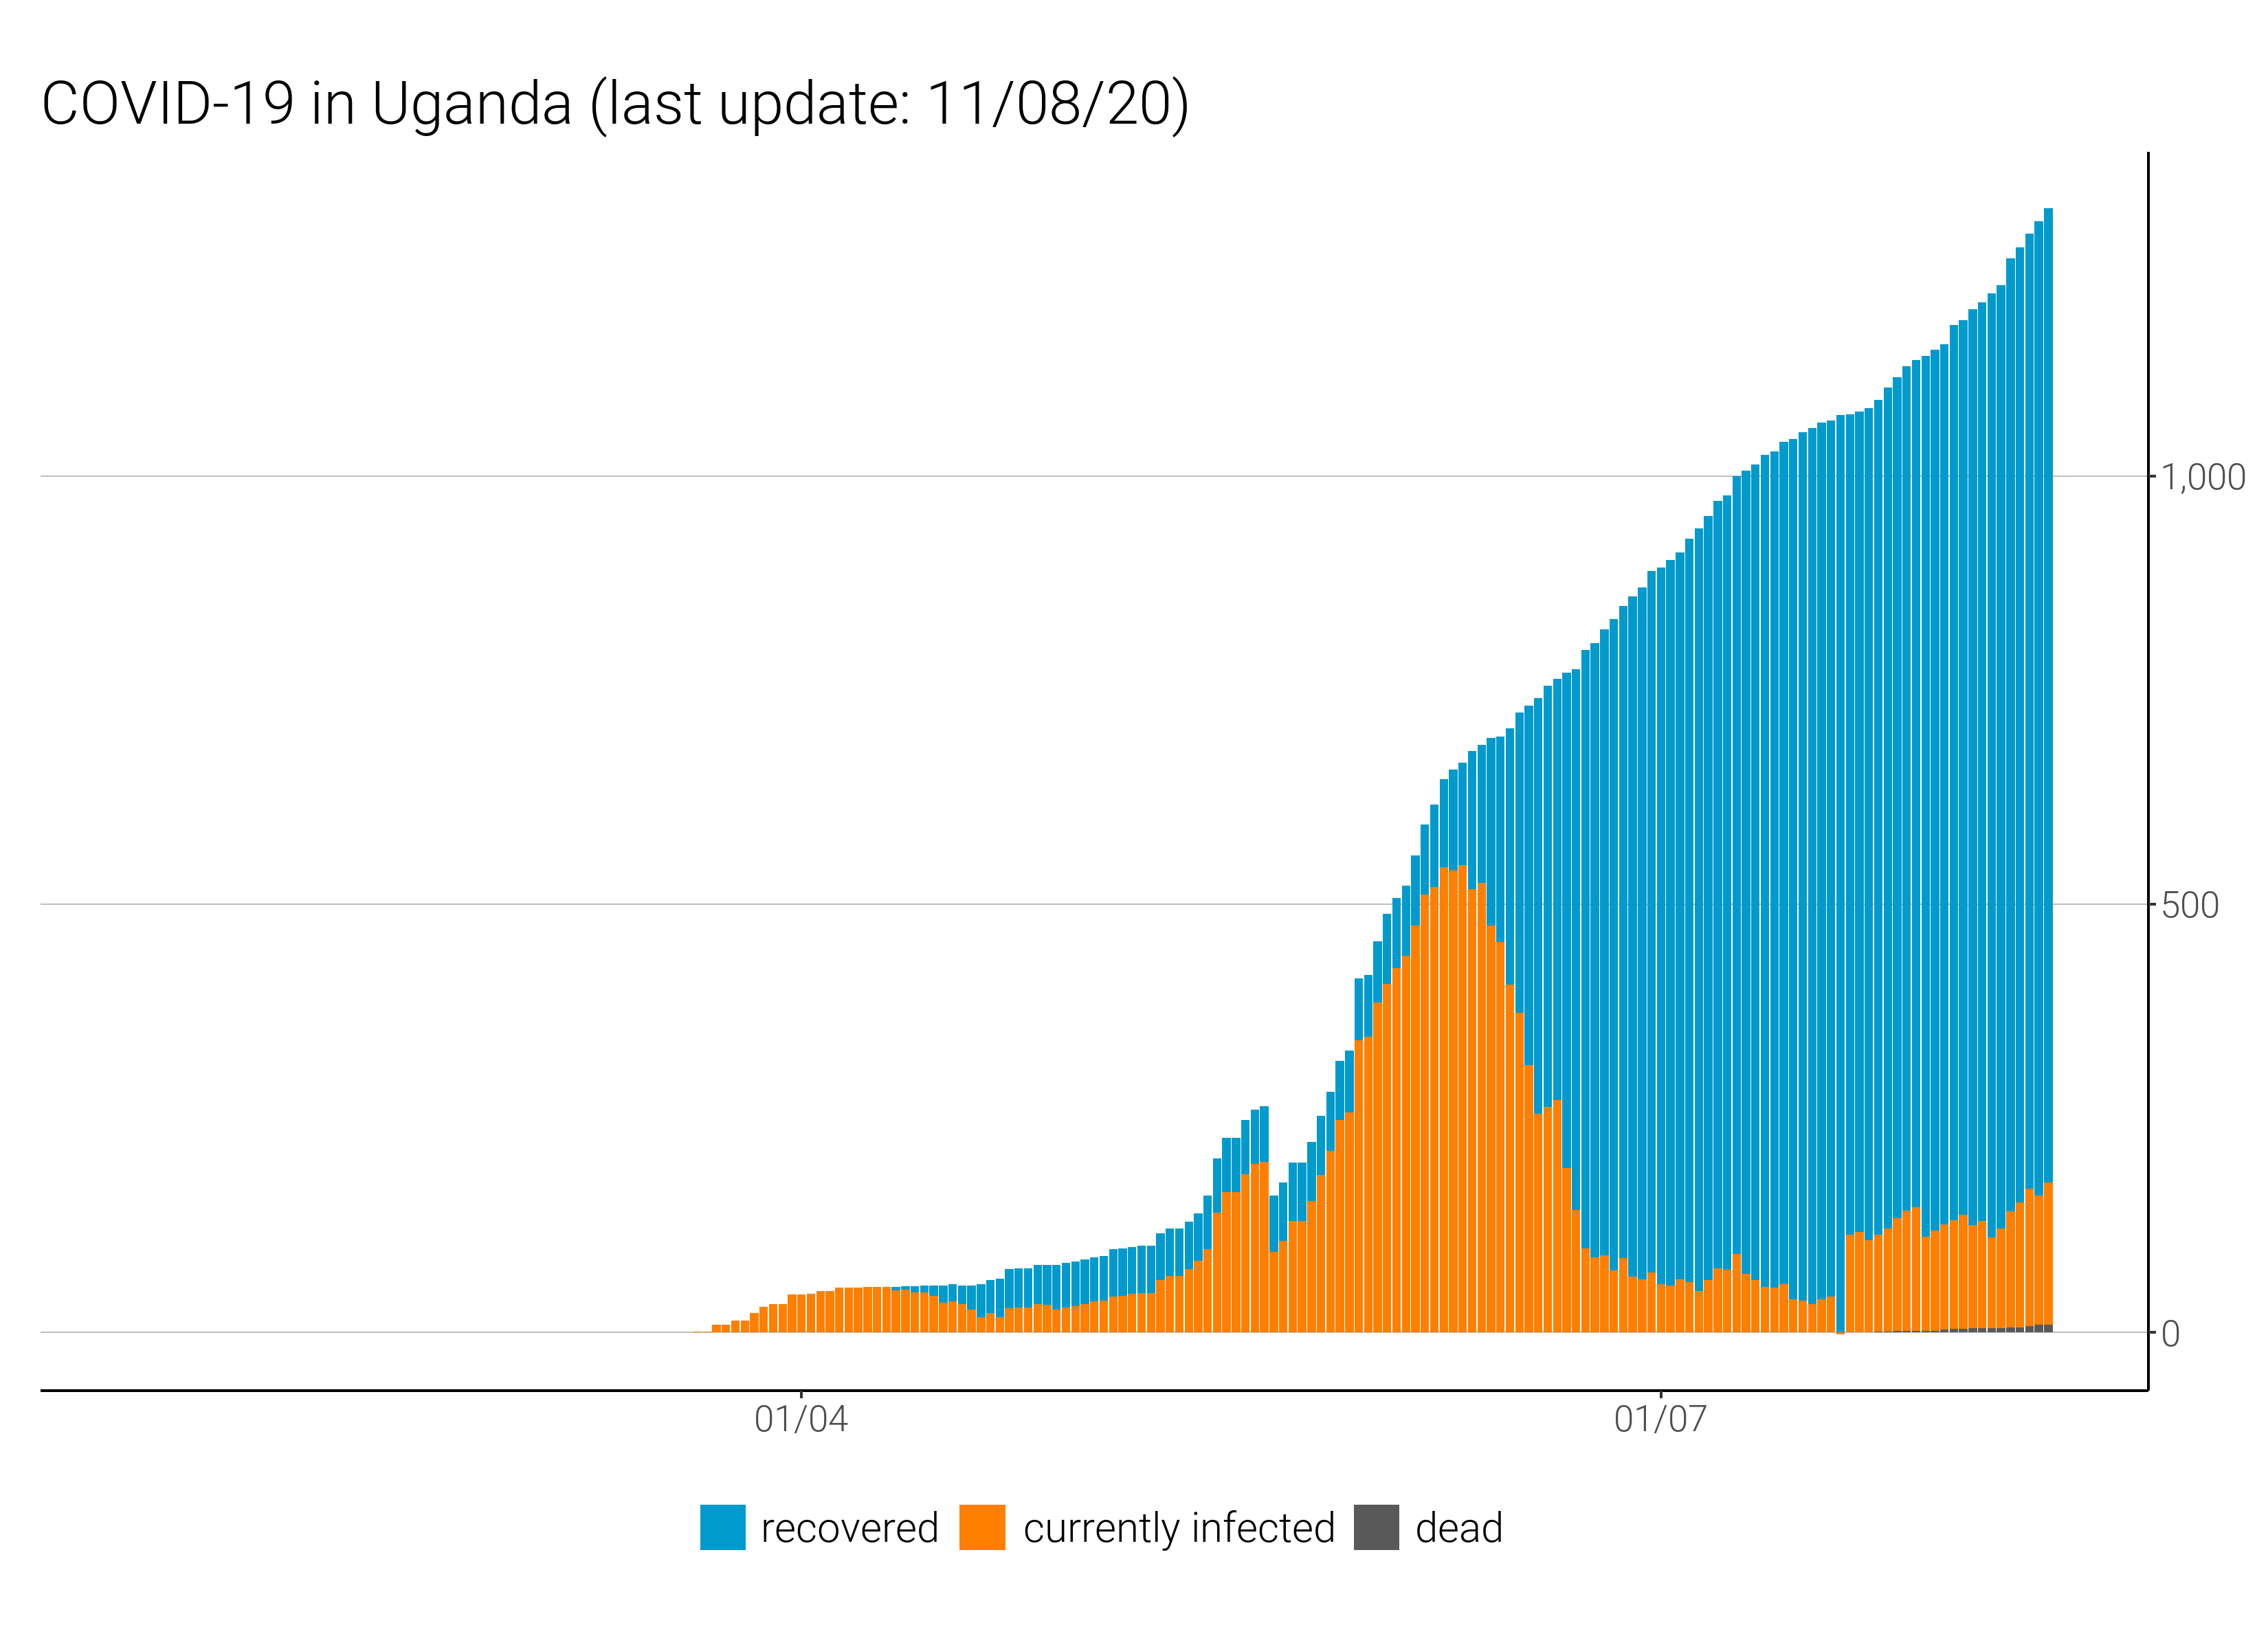 COVID-19 in Uganda (last update: 11/08/20)
1,000
500
0
01/04 01/07
recovered currently infected dead